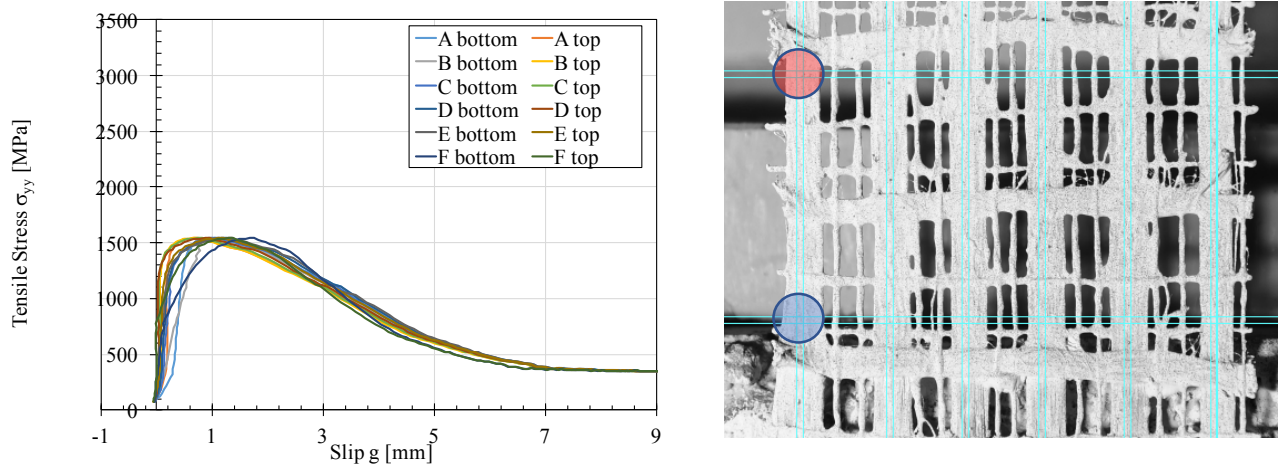 3500
3000
2500
2000
1500
1000
500
0
Tensile Stress σyy [MPa]
A bottom A top
B bottom B top
C bottom C top
D bottom D top
E bottom E top
F bottom F top
-1 1 3 5 7 9
Slip g [mm]